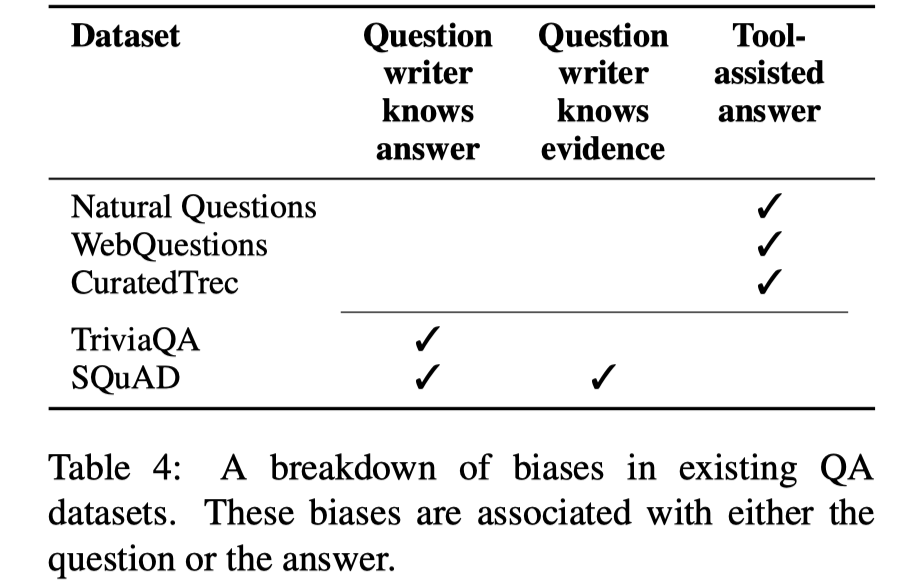 Dataset Question Question Tool-
writer writer assisted
knows knows answer
answer evidence
Natural Questions ✓
WebQuestions ✓
CuratedTrec ✓
TriviaQA ✓
SQuAD ✓ ✓
Table 4: A breakdown of biases in existing QA
datasets. These biases are associated with either the
question or the answer.